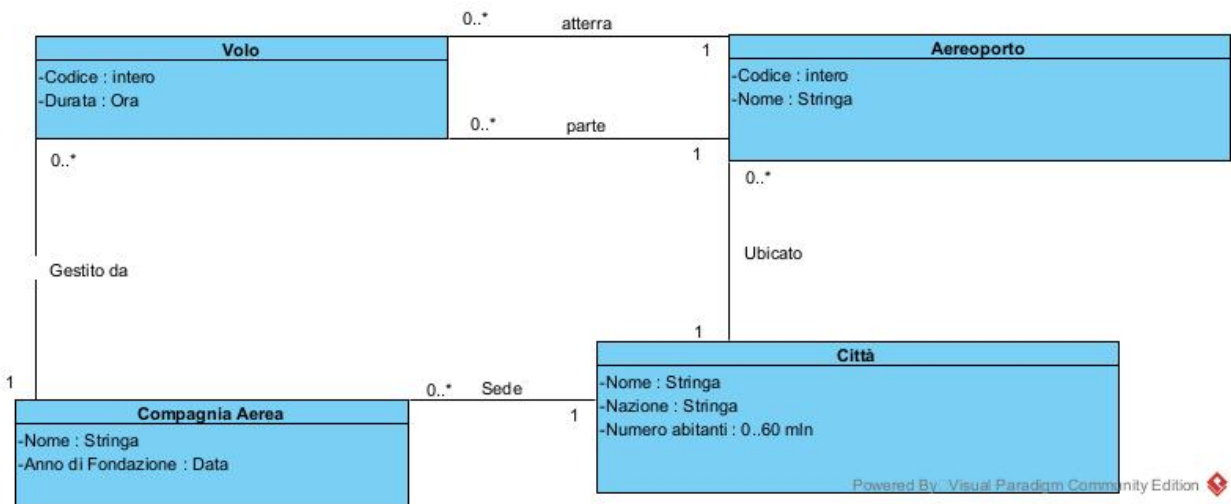 0..* atterra
Volo
1
Aereoporto
-Codice : intero
-Durata : Ora
-Codice : intero
-Nome : Stringa
0..* parte
1
0..*
0..*
Gestito da
Ubicato
1
Città
-Nome : Stringa
-Nazione : Stringa
-Numero abitanti : 0..60 mln
1
0..* Sede
1
Compagnia Aerea
-Nome : Stringa
-Anno di Fondazione : Data
Powered By Visual Paradigm Community Edition